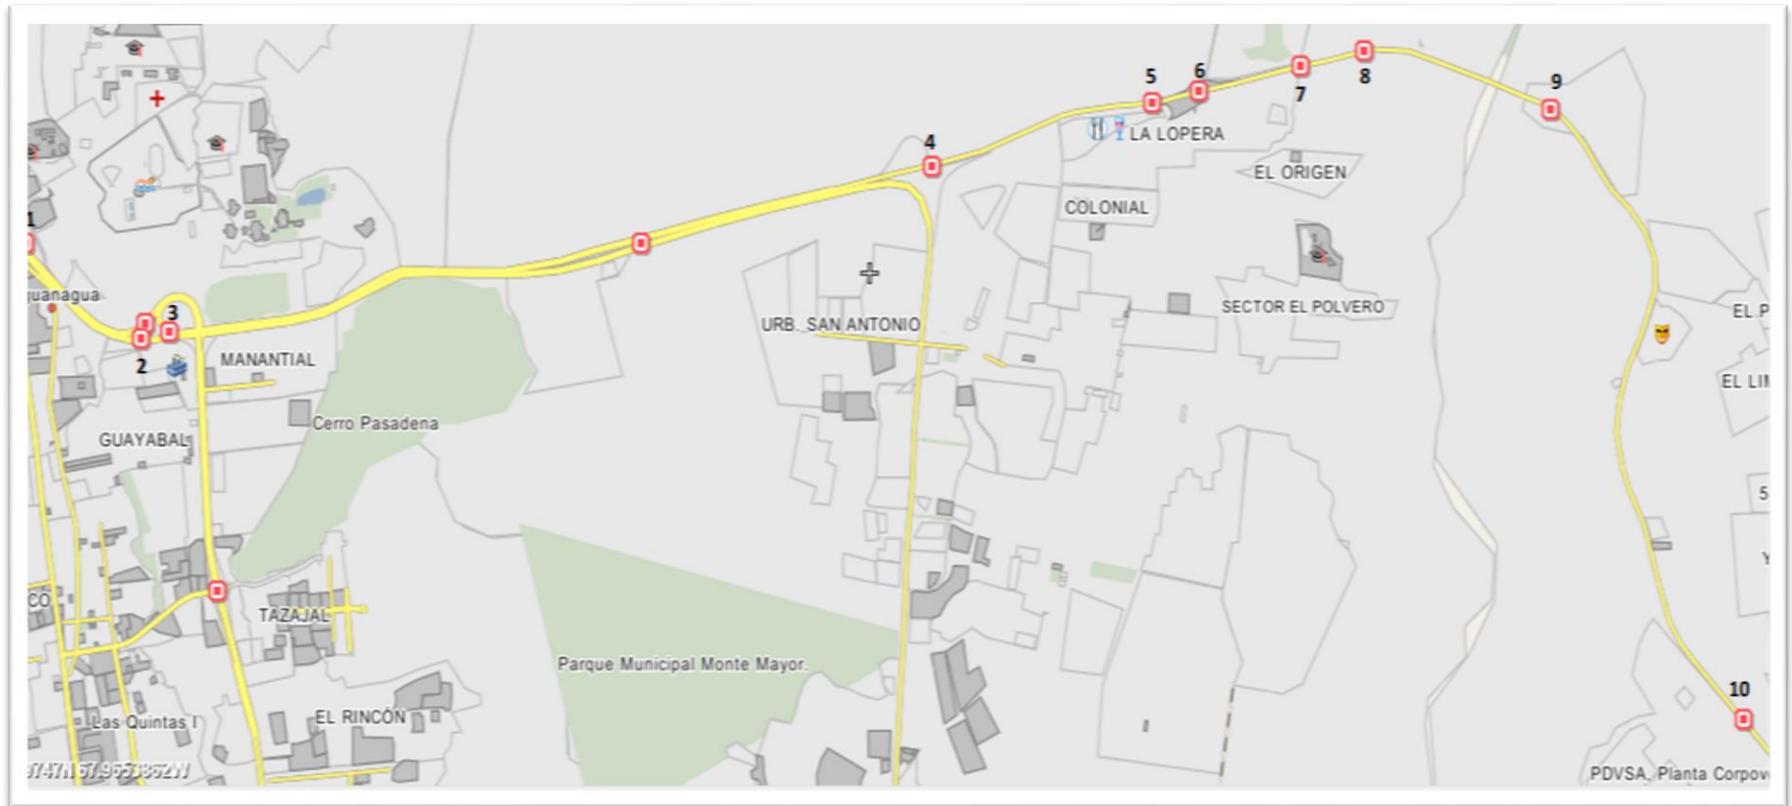 8
9
5
6
7
LA LOPERA
4
EL ORIGEN
COLONIAL
1
guanagua
SECTOR EL POLVERO
3
URB. SAN ANTONIO
EL P
2
MANANTIAL
EL LIM
Cerro Pasadena
GUAYABAL
5
Y
CO
TAZAJAL
Parque Municipal Monte Mayor.
10
EL RINCÓN
Las Quintas I
PDVSA, Planta Corpov